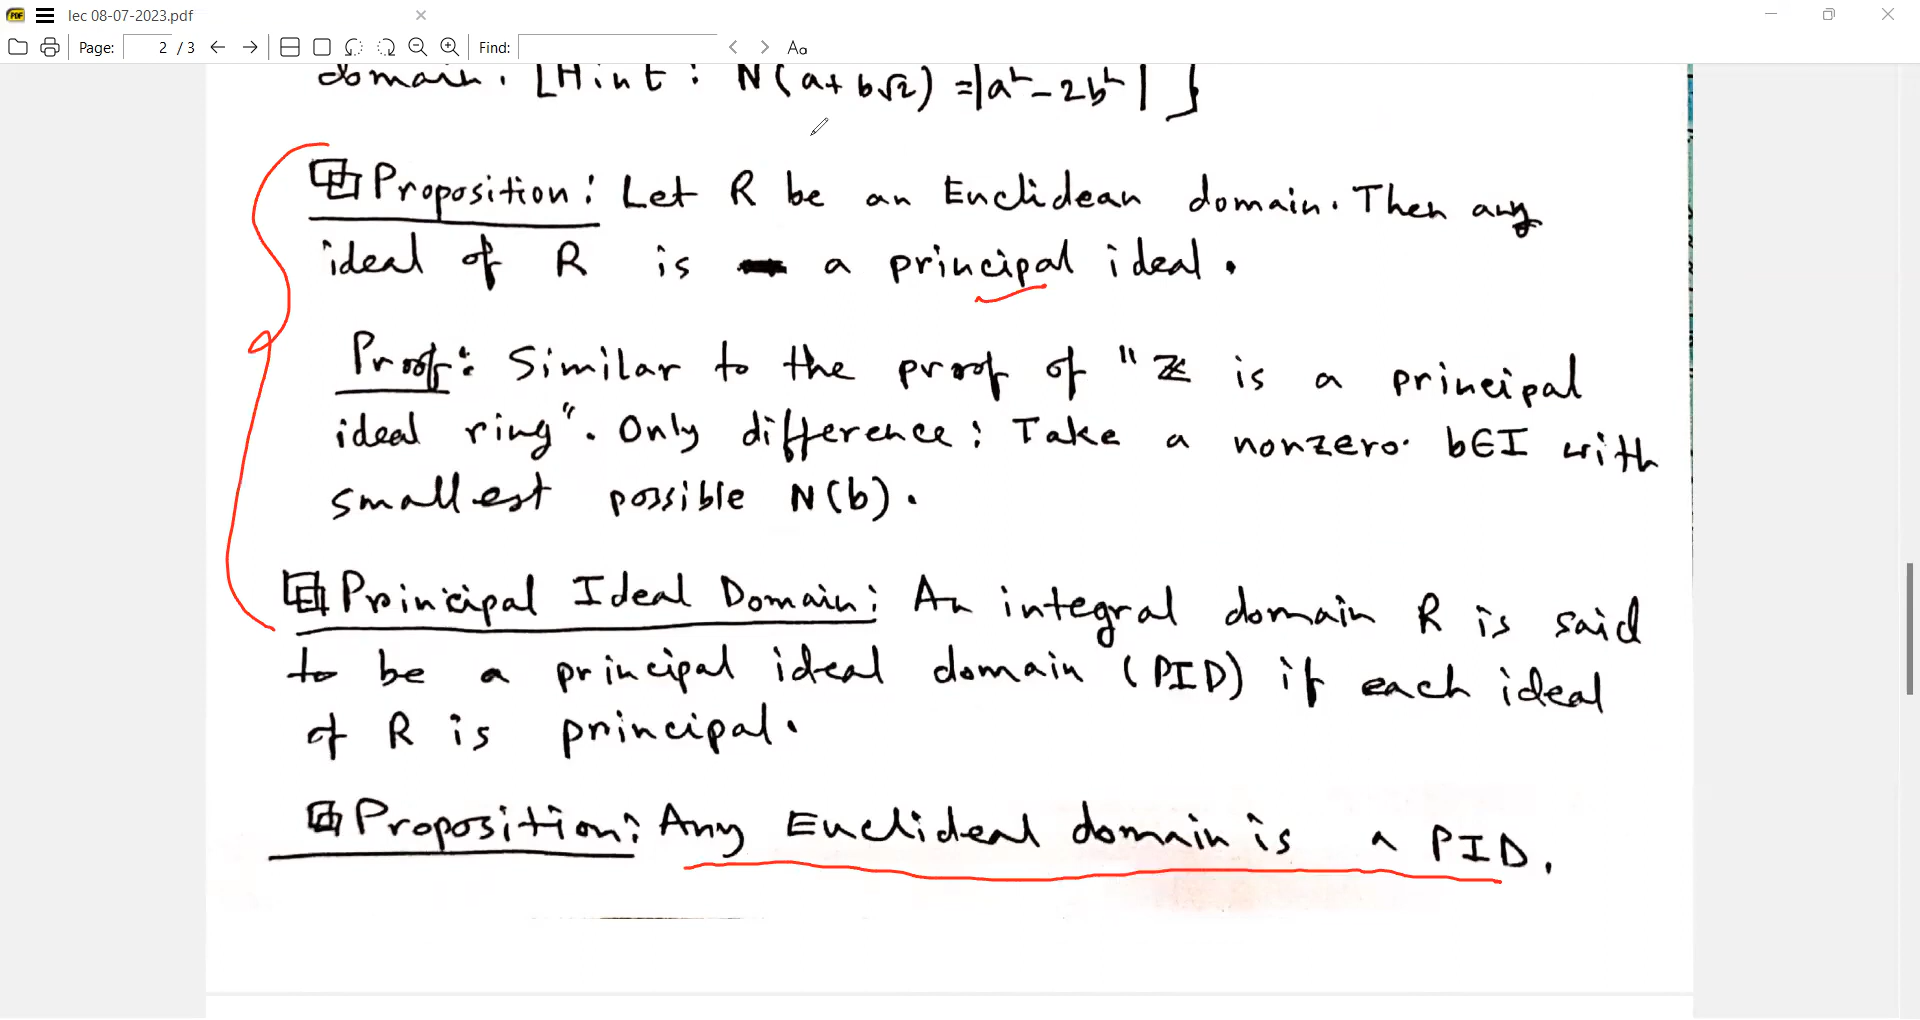 lec 08-07-2023.pdf
Page: 2 / 3 Find: Aa
domain. [Hint: N(a+b√2) = |a² - 2b²| }
Proposition: Let R be an Euclidean domain. Then any
ideal of R is a principal ideal.
Proof: Similar to the proof of "ℤ is a principal
ideal ring". Only difference: Take a nonzero b∈I with
smallest possible N(b).
Principal Ideal Domain: An integral domain R is said
to be a principal ideal domain (PID) if each ideal
of R is principal.
Proposition: Any Euclideal domain is a PID.